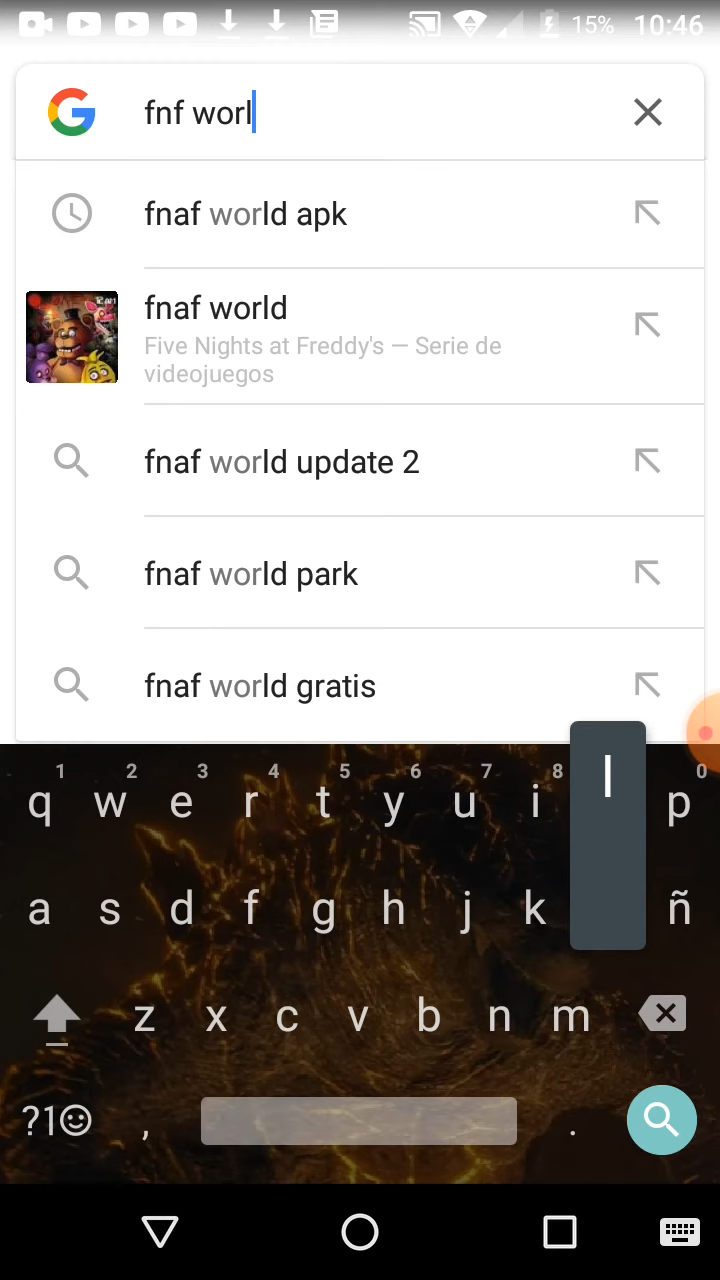 15% 10:46
fnf worl
fnaf world apk
fnaf world
Five Nights at Freddy's — Serie de
videojuegos
fnaf world update 2
fnaf world park
fnaf world gratis
1 2 3 4 5 6 7 8 0
q w e r t y u i p
l
a s d f g h j k ñ
z x c v b n m
?1 , .